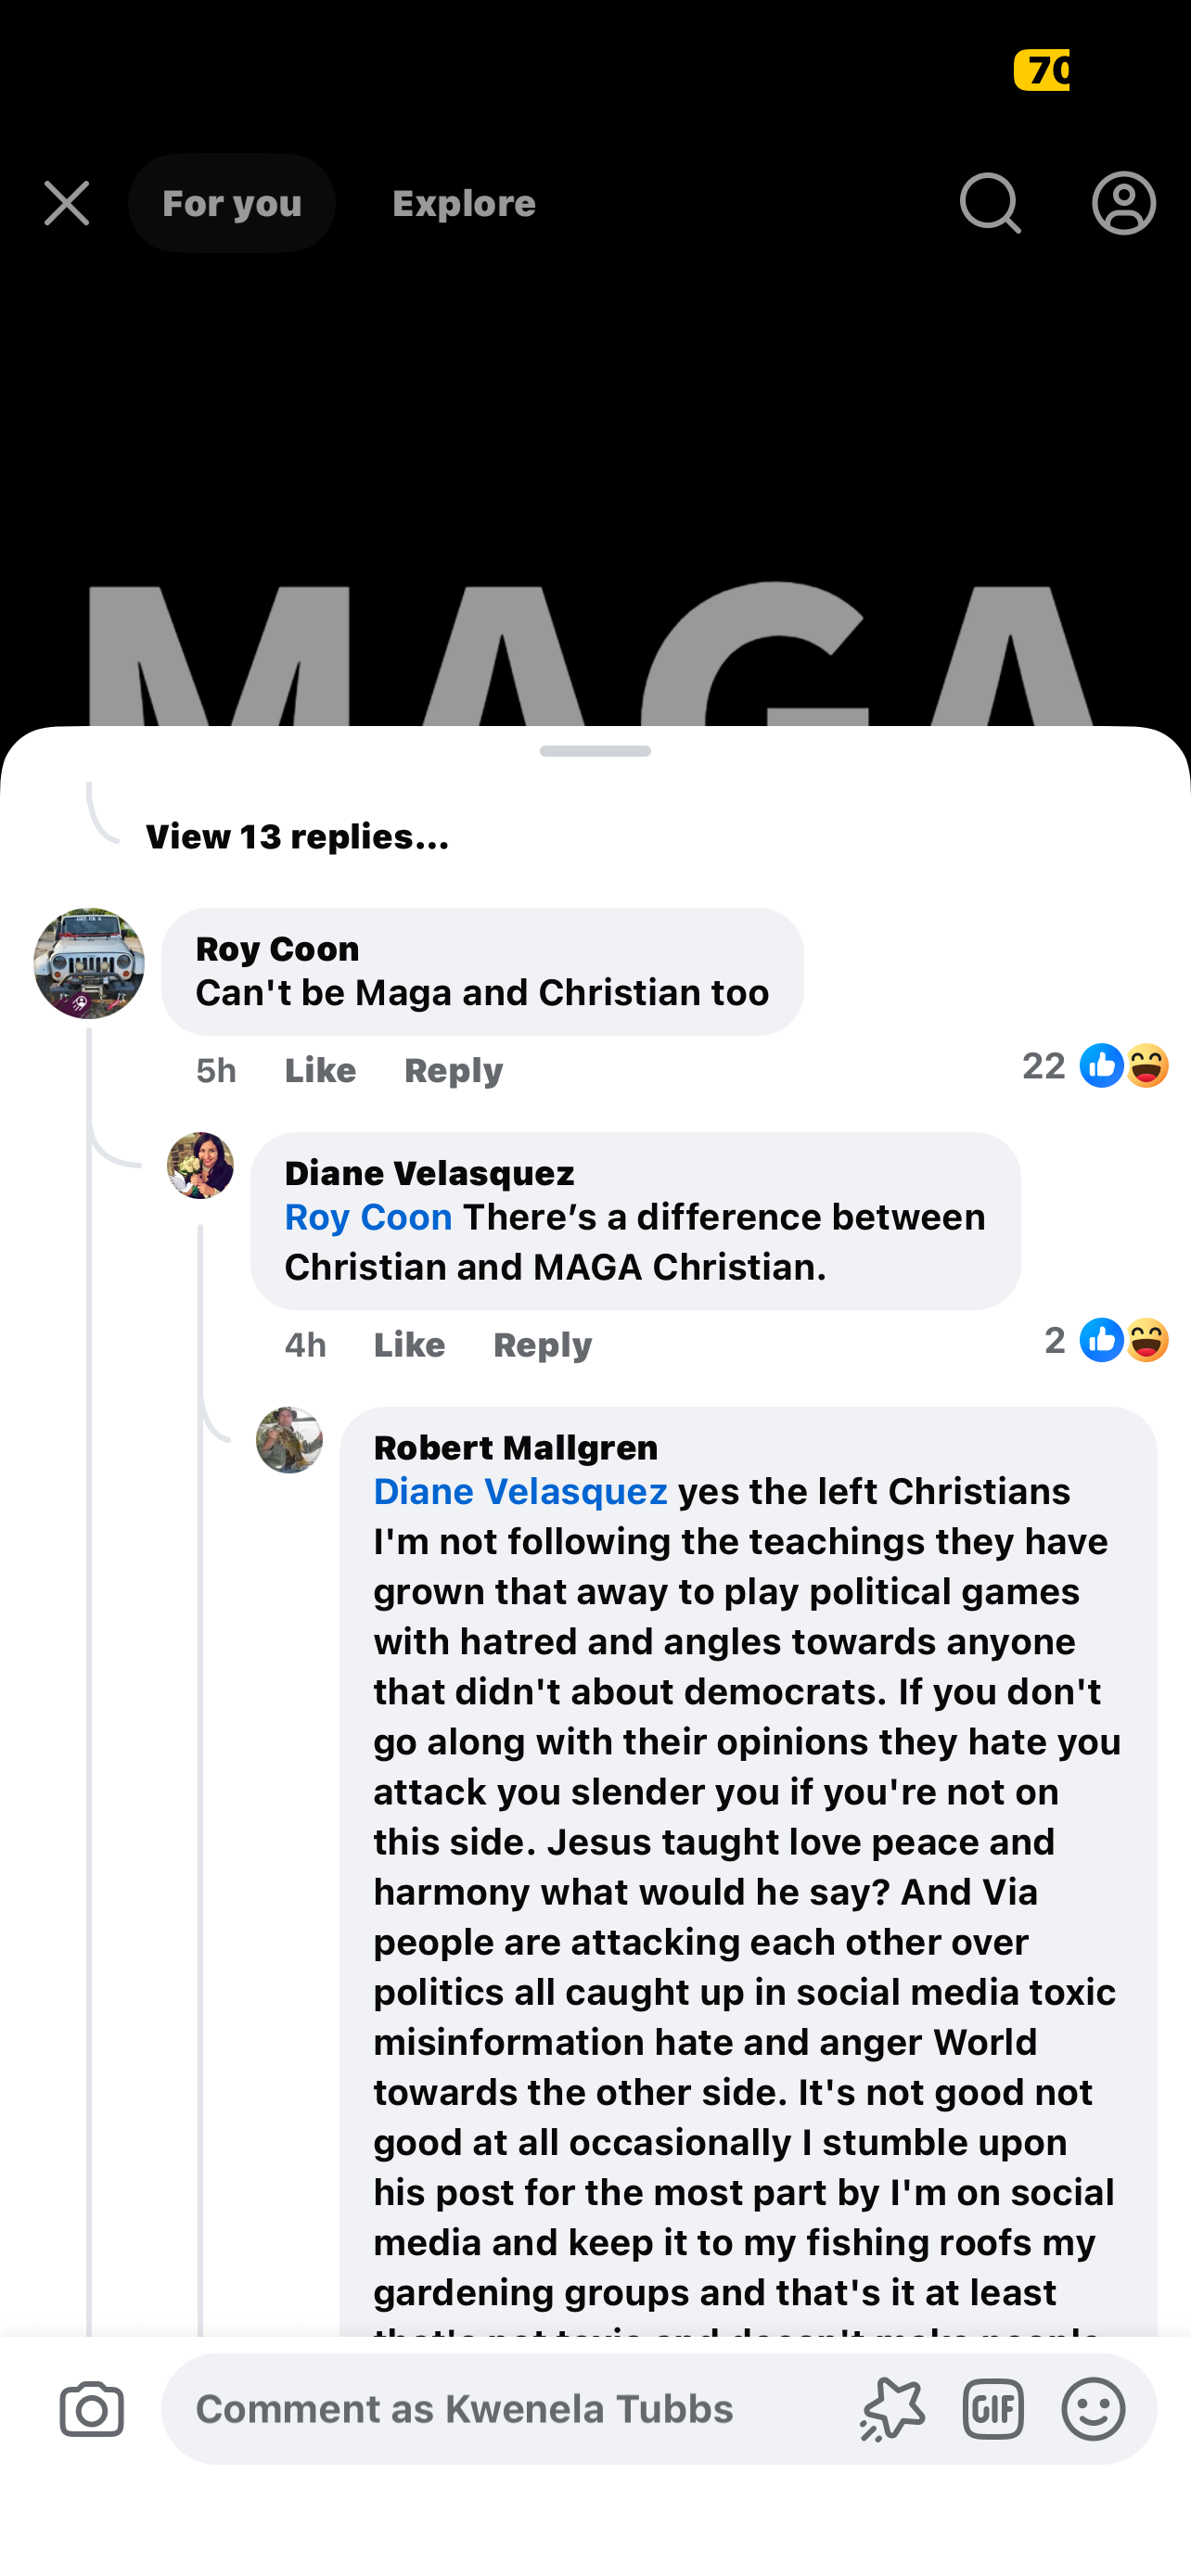 70
For you Explore
MAGA
View 13 replies...
Roy Coon
Can't be Maga and Christian too
5h Like Reply 22
Diane Velasquez
Roy Coon There’s a difference between
Christian and MAGA Christian.
4h Like Reply 2
Robert Mallgren
Diane Velasquez yes the left Christians
I'm not following the teachings they have
grown that away to play political games
with hatred and angles towards anyone
that didn't about democrats. If you don't
go along with their opinions they hate you
attack you slender you if you're not on
this side. Jesus taught love peace and
harmony what would he say? And Via
people are attacking each other over
politics all caught up in social media toxic
misinformation hate and anger World
towards the other side. It's not good not
good at all occasionally I stumble upon
his post for the most part by I'm on social
media and keep it to my fishing roofs my
gardening groups and that's it at least
that's not toxic and doesn't make people
Comment as Kwenela Tubbs GIF